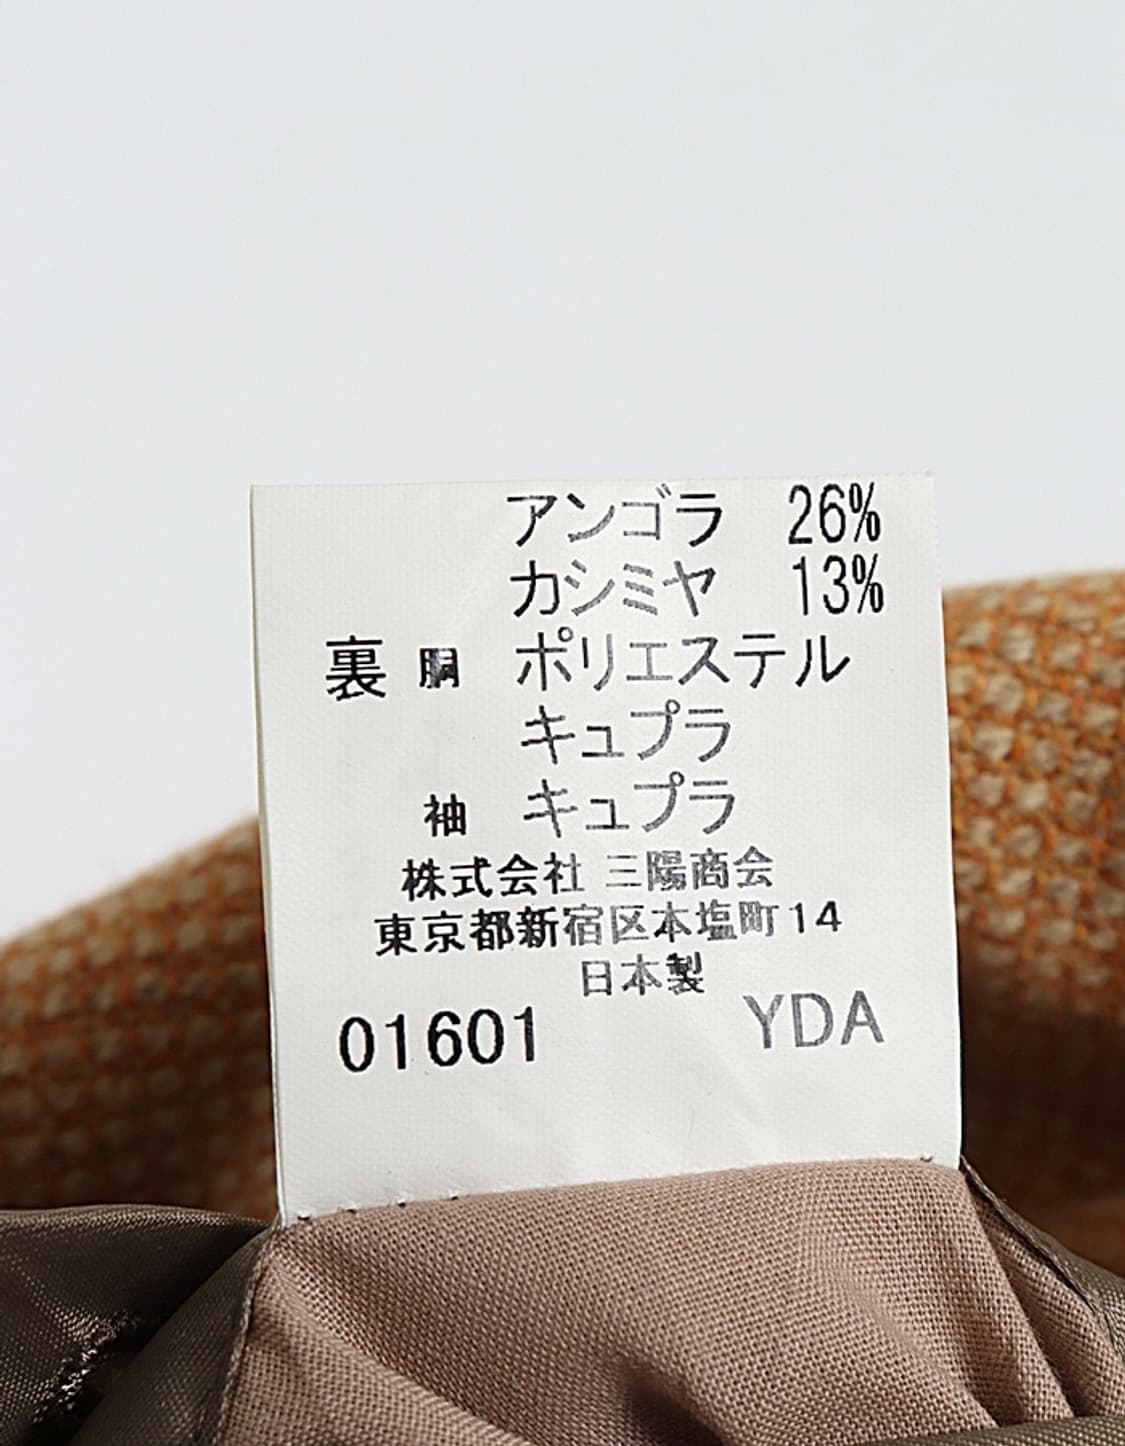 アンゴラ 26%
カシミヤ 13%
裏 胴 ポリエステル
キュプラ
袖 キュプラ
株式会社 三陽商会
東京都新宿区本塩町14
日本製
01601 YDA